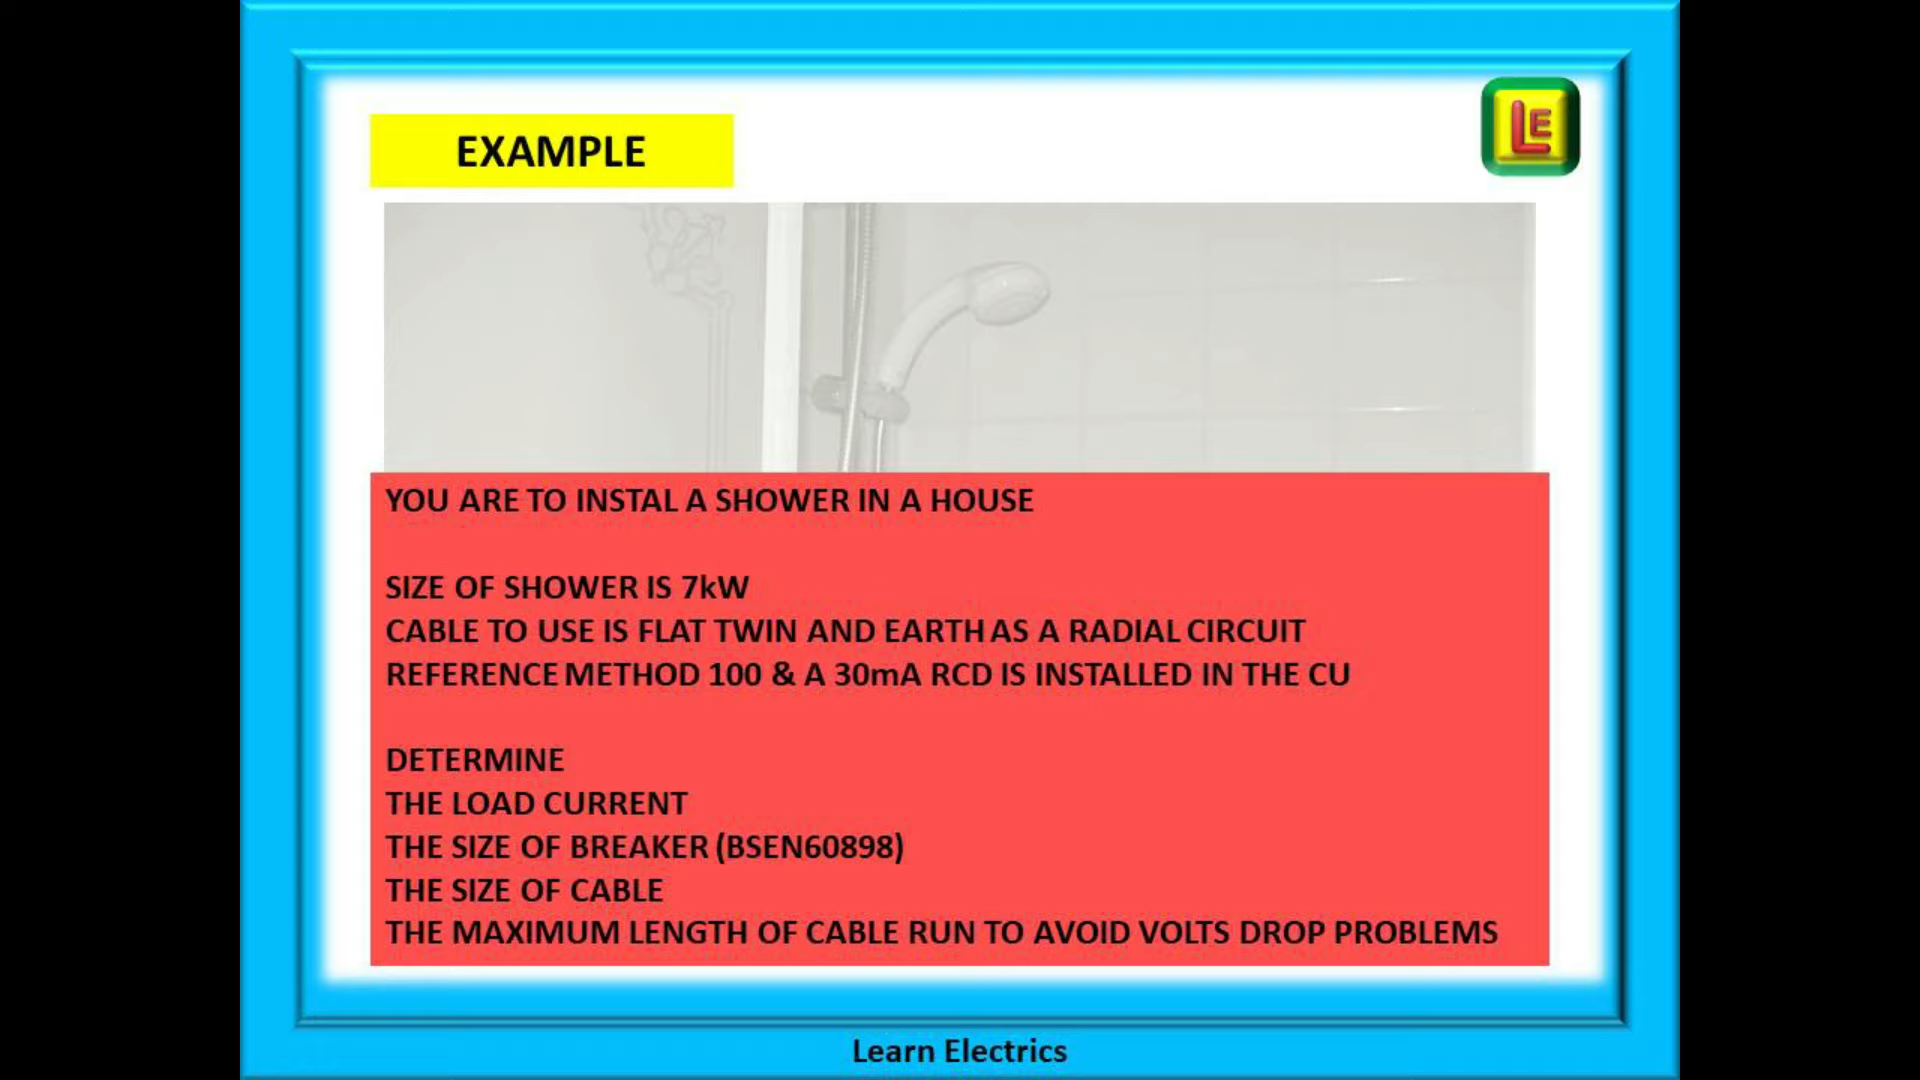 EXAMPLE
LE
YOU ARE TO INSTAL A SHOWER IN A HOUSE
SIZE OF SHOWER IS 7kW
CABLE TO USE IS FLAT TWIN AND EARTH AS A RADIAL CIRCUIT
REFERENCE METHOD 100 & A 30mA RCD IS INSTALLED IN THE CU
DETERMINE
THE LOAD CURRENT
THE SIZE OF BREAKER (BSEN60898)
THE SIZE OF CABLE
THE MAXIMUM LENGTH OF CABLE RUN TO AVOID VOLTS DROP PROBLEMS
Learn Electrics